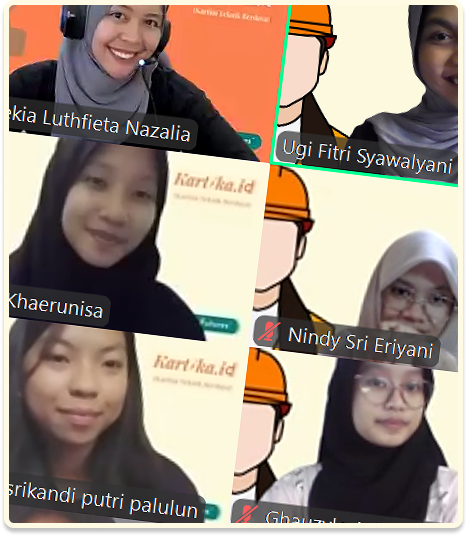 (Kartini Teknik Berdaya)
ekia Luthfieta Nazalia
Ugi Fitri Syawalyani
Kartika.id
Khaerunisa
Nindy Sri Eriyani
Kartika.id
srikandi putri palulun